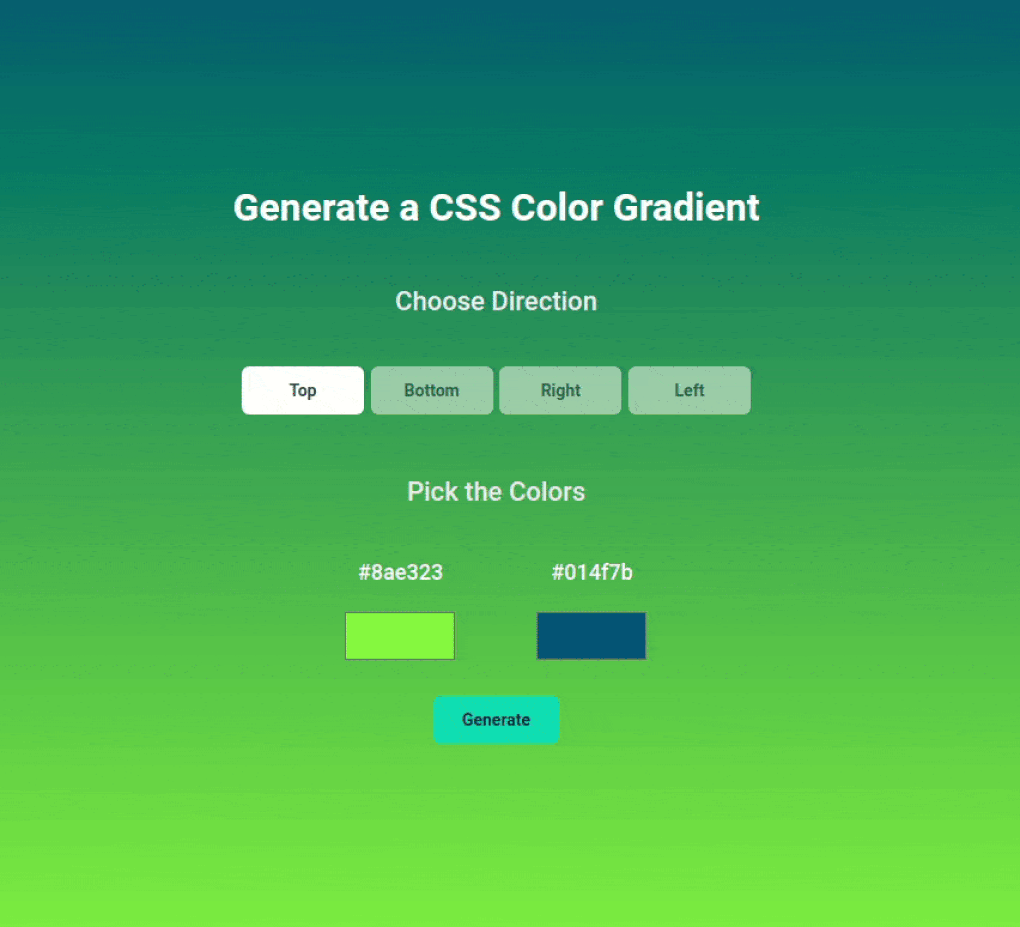 Generate a CSS Color Gradient
Choose Direction
Top Bottom Right Left
Pick the Colors
#8ae323 #014f7b
Generate